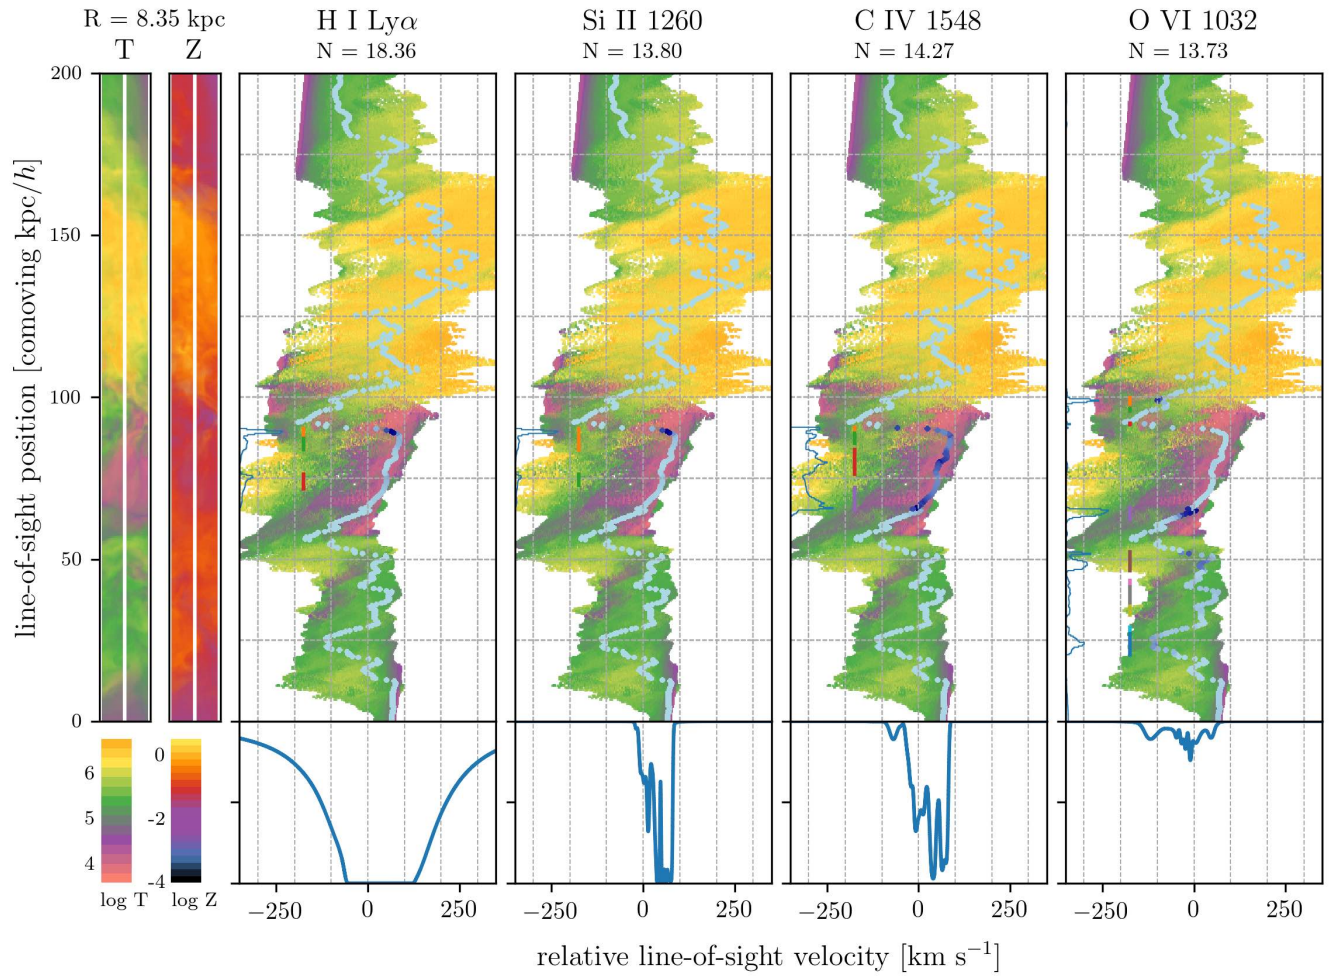 R = 8.35 kpc
T Z
H I Lyα
N = 18.36
Si II 1260
N = 13.80
C IV 1548
N = 14.27
O VI 1032
N = 13.73
line-of-sight position [comoving kpc/h]
200
150
100
50
0
6
5
4
log T
0
-2
-4
log Z
−250 0 250
−250 0 250
−250 0 250
−250 0 250
relative line-of-sight velocity [km s⁻¹]